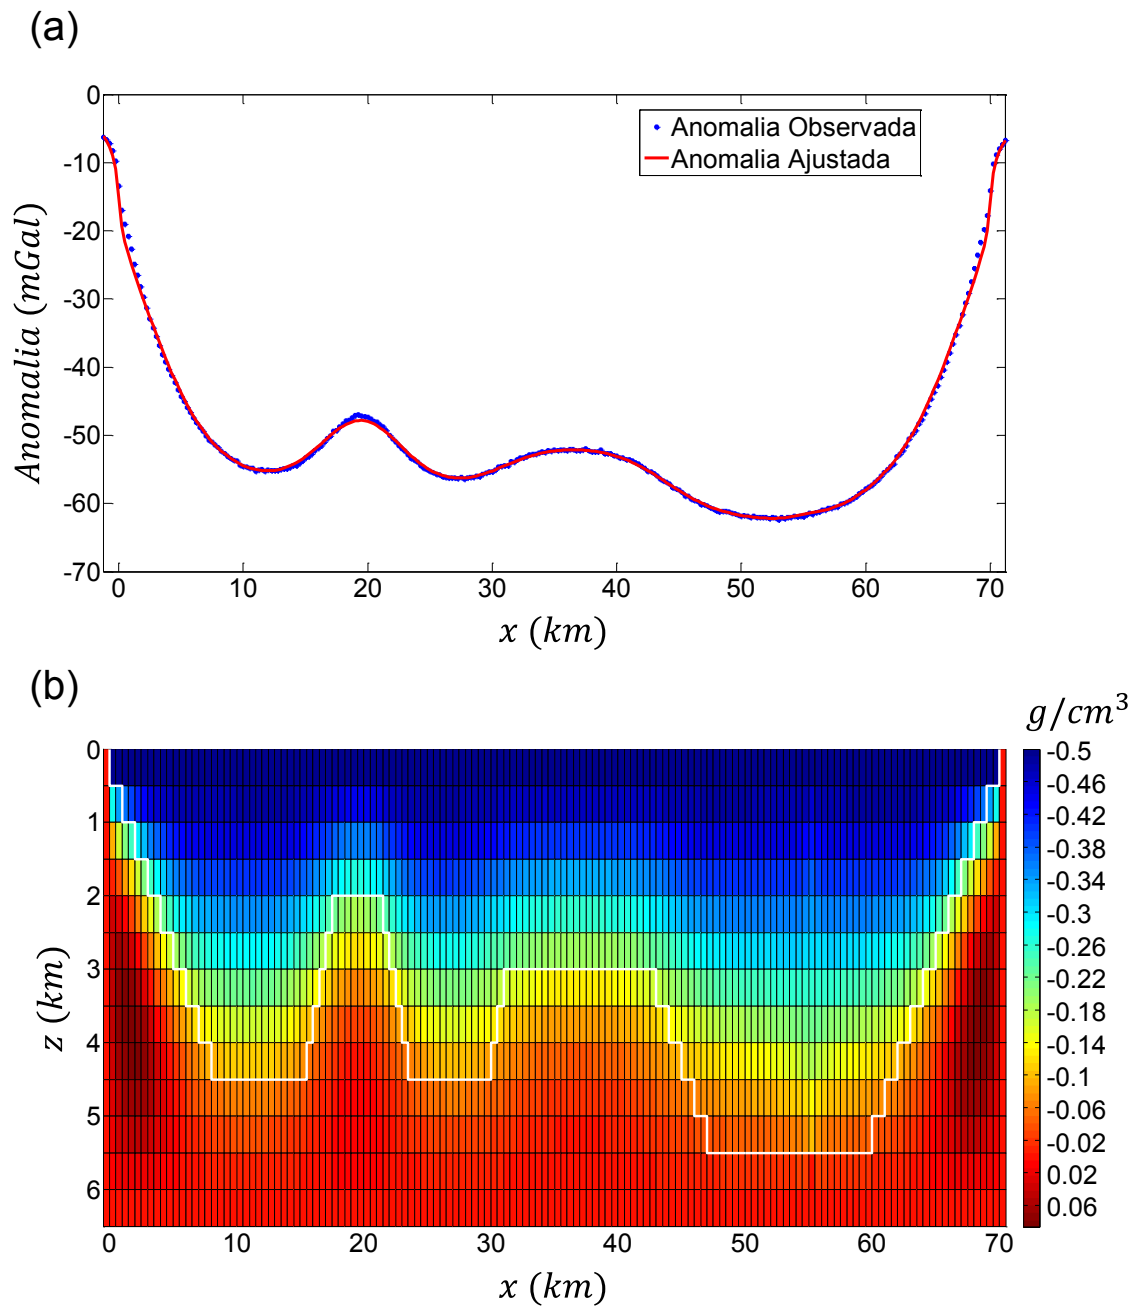 (a)
0
-10
-20
-30
-40
-50
-60
-70
Anomalia (mGal)
Anomalia Observada
Anomalia Ajustada
0 10 20 30 40 50 60 70
x (km)
(b)
g/cm³
0
1
2
3
4
5
6
z (km)
-0.5
-0.46
-0.42
-0.38
-0.34
-0.3
-0.26
-0.22
-0.18
-0.14
-0.1
-0.06
-0.02
0.02
0.06
0 10 20 30 40 50 60 70
x (km)